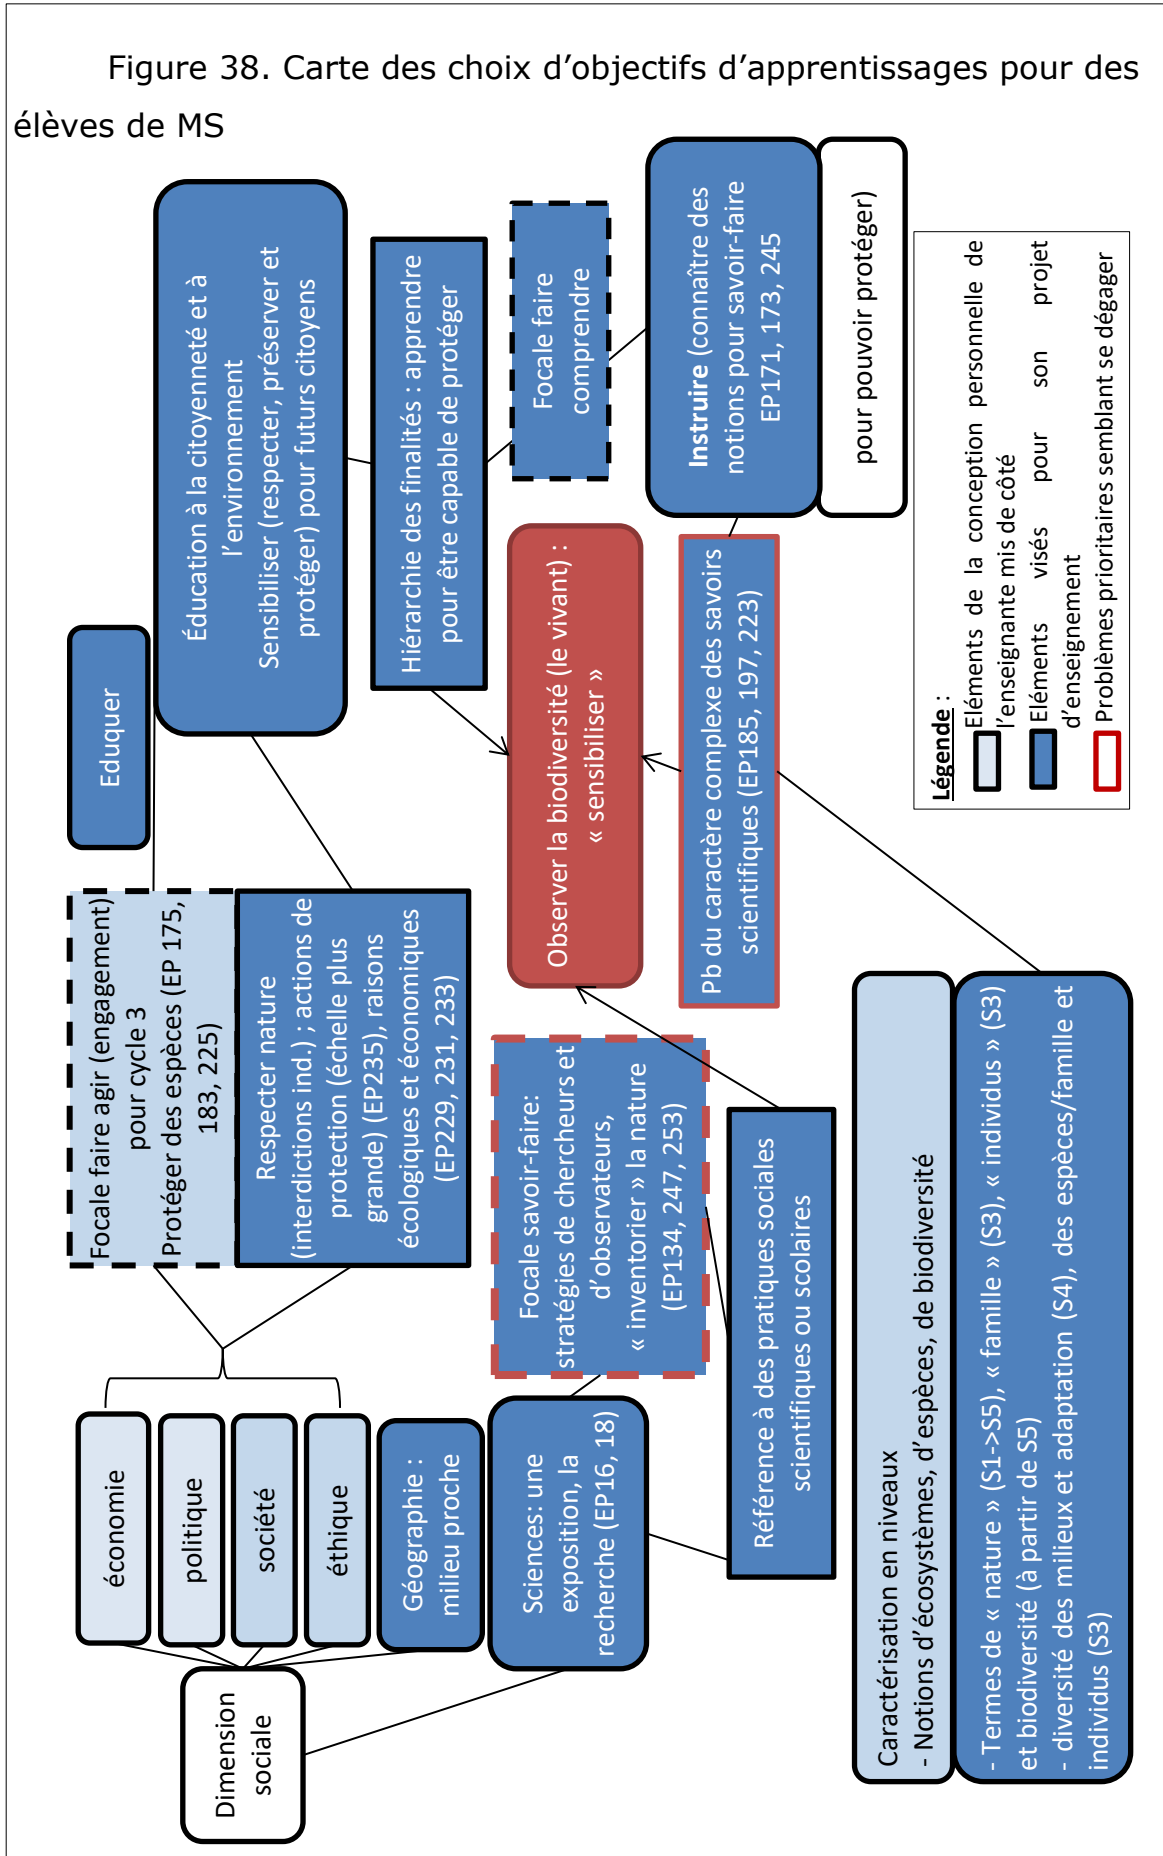 Figure 38. Carte des choix d’objectifs d’apprentissages pour des
élèves de MS
Eduquer
Éducation à la citoyenneté et à
l’environnement
Sensibiliser (respecter, préserver et
protéger) pour futurs citoyens
Hiérarchie des finalités : apprendre
pour être capable de protéger
Focale faire
comprendre
Instruire (connaître des
notions pour savoir-faire
EP171, 173, 245
pour pouvoir protéger)
Focale faire agir (engagement)
pour cycle 3
Protéger des espèces (EP 175,
183, 225)
Respecter nature
(interdictions ind.) ; actions de
protection (échelle plus
grande) (EP235), raisons
écologiques et économiques
(EP229, 231, 233)
Observer la biodiversité (le vivant) :
« sensibiliser »
Pb du caractère complexe des savoirs
scientifiques (EP185, 197, 223)
Dimension
sociale
économie
politique
société
éthique
Géographie :
milieu proche
Sciences: une
exposition, la
recherche (EP16, 18)
Focale savoir-faire:
stratégies de chercheurs et
d’observateurs,
« inventorier » la nature
(EP134, 247, 253)
Référence à des pratiques sociales
scientifiques ou scolaires
Caractérisation en niveaux
- Notions d’écosystèmes, d’espèces, de biodiversité
- Termes de « nature » (S1->S5), « famille » (S3), « individus » (S3)
et biodiversité (à partir de S5)
- diversité des milieux et adaptation (S4), des espèces/famille et
individus (S3)
Légende :
Eléments de la conception personnelle de
l’enseignante mis de côté
Eléments visés pour son projet
d’enseignement
Problèmes prioritaires semblant se dégager